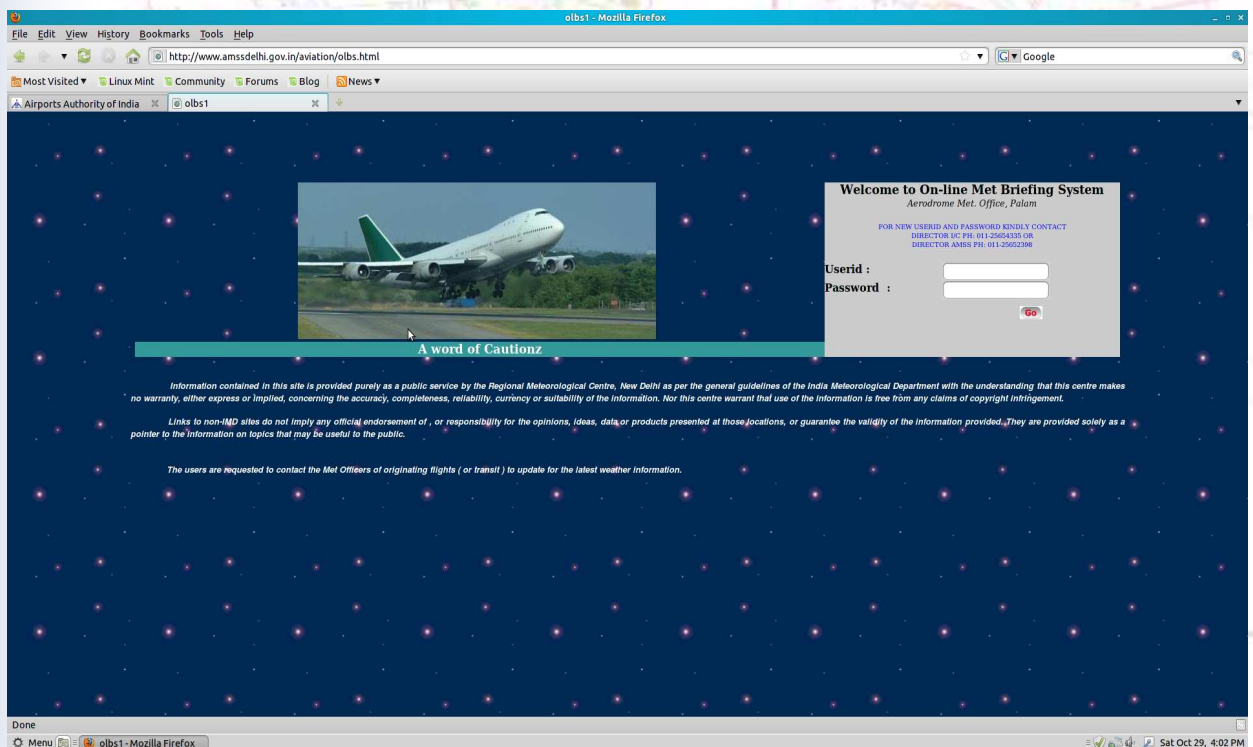 olbs1 - Mozilla Firefox
File Edit View History Bookmarks Tools Help
http://www.amssdelhi.gov.in/aviation/olbs.html
Google
Most Visited Linux Mint Community Forums Blog News
Airports Authority of India olbs1
Welcome to On-line Met Briefing System
Aerodrome Met. Office, Palam
FOR NEW USERID AND PASSWORD KINDLY CONTACT
DIRECTOR I/C PH: 011-25654335 OR
DIRECTOR AMSS PH: 011-25652398
Userid :
Password :
Go
A word of Cautionz
Information contained in this site is provided purely as a public service by the Regional Meteorological Centre, New Delhi as per the general guidelines of the India Meteorological Department with the understanding that this centre makes
no warranty, either express or implied, concerning the accuracy, completeness, reliability, currency or suitability of the information. Nor this centre warrant that use of the information is free from any claims of copyright infringement.
Links to non-IMD sites do not imply any official endorsement of , or responsibility for the opinions, ideas, data or products presented at those locations, or guarantee the validity of the information provided. They are provided solely as a
pointer to the information on topics that may be useful to the public.
The users are requested to contact the Met Officers of originating flights ( or transit ) to update for the latest weather information.
Done
Menu olbs1 - Mozilla Firefox Sat Oct 29, 4:02 PM